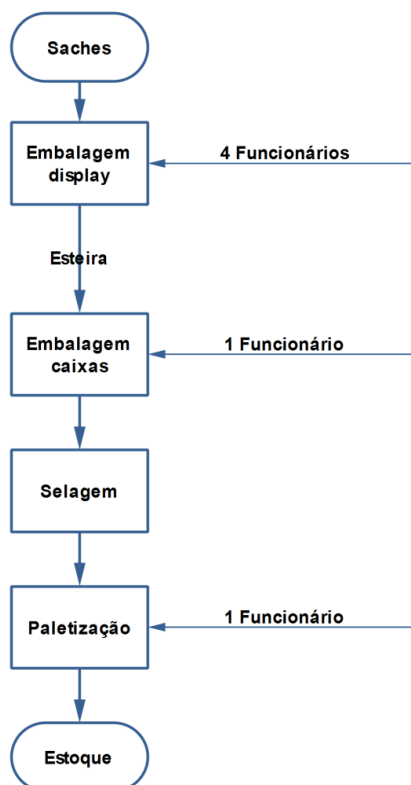 Saches
Embalagem
display
4 Funcionários
Esteira
Embalagem
caixas
1 Funcionário
Selagem
Paletização
1 Funcionário
Estoque